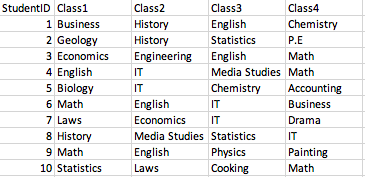 StudentID Class1 Class2 Class3 Class4
1 Business History English Chemistry
2 Geology History Statistics P.E
3 Economics Engineering English Math
4 English IT Media Studies Math
5 Biology IT Chemistry Accounting
6 Math English IT Business
7 Laws Economics IT Drama
8 History Media Studies Statistics IT
9 Math English Physics Painting
10 Statistics Laws Cooking Math